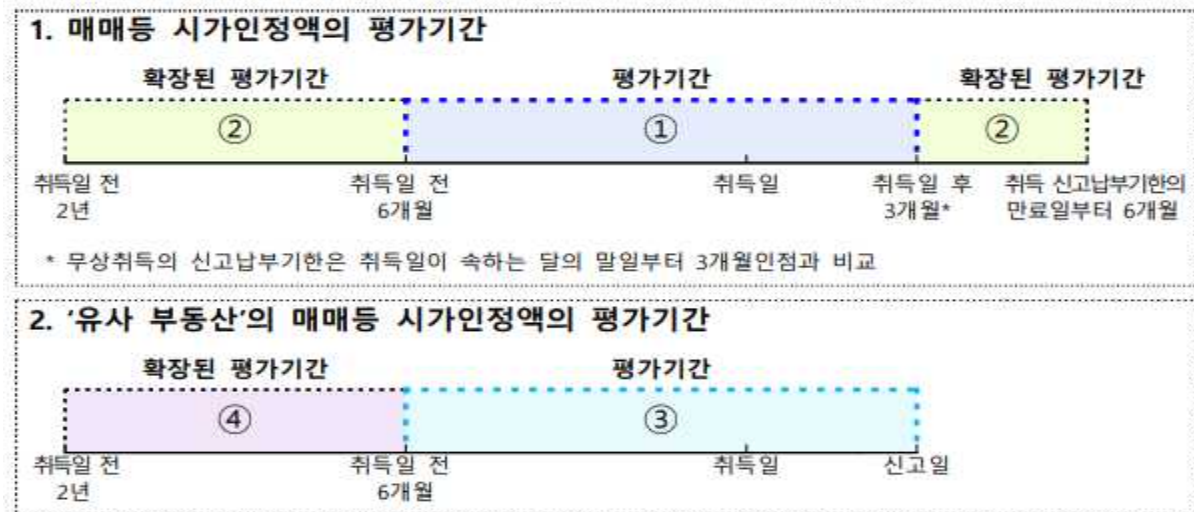 1. 매매등 시가인정액의 평가기간
확장된 평가기간 평가기간 확장된 평가기간
② ① ②
취득일 전 취득일 전 취득일 취득일 후 취득 신고납부기한의
2년 6개월 3개월* 만료일부터 6개월
* 무상취득의 신고납부기한은 취득일이 속하는 달의 말일부터 3개월인점과 비교
2. '유사 부동산'의 매매등 시가인정액의 평가기간
확장된 평가기간 평가기간
④ ③
취득일 전 취득일 전 취득일 신고일
2년 6개월